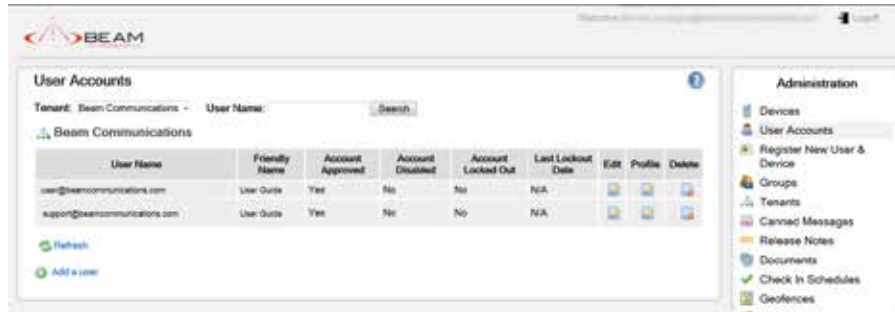 Welcome
Logoff
BEAM
User Accounts
Tenant: Beam Communications User Name: Search
Beam Communications
User Name Friendly Name Account Approved Account Disabled Account Locked Out Last Lockout Date Edit Profile Delete
user@beamcommunications.com User Guide Yes No No N/A
support@beamcommunications.com User Guide Yes No No N/A
Refresh
Add a user
Administration
Devices
User Accounts
Register New User &
Device
Groups
Tenants
Canned Messages
Release Notes
Documents
Check In Schedules
Geofences